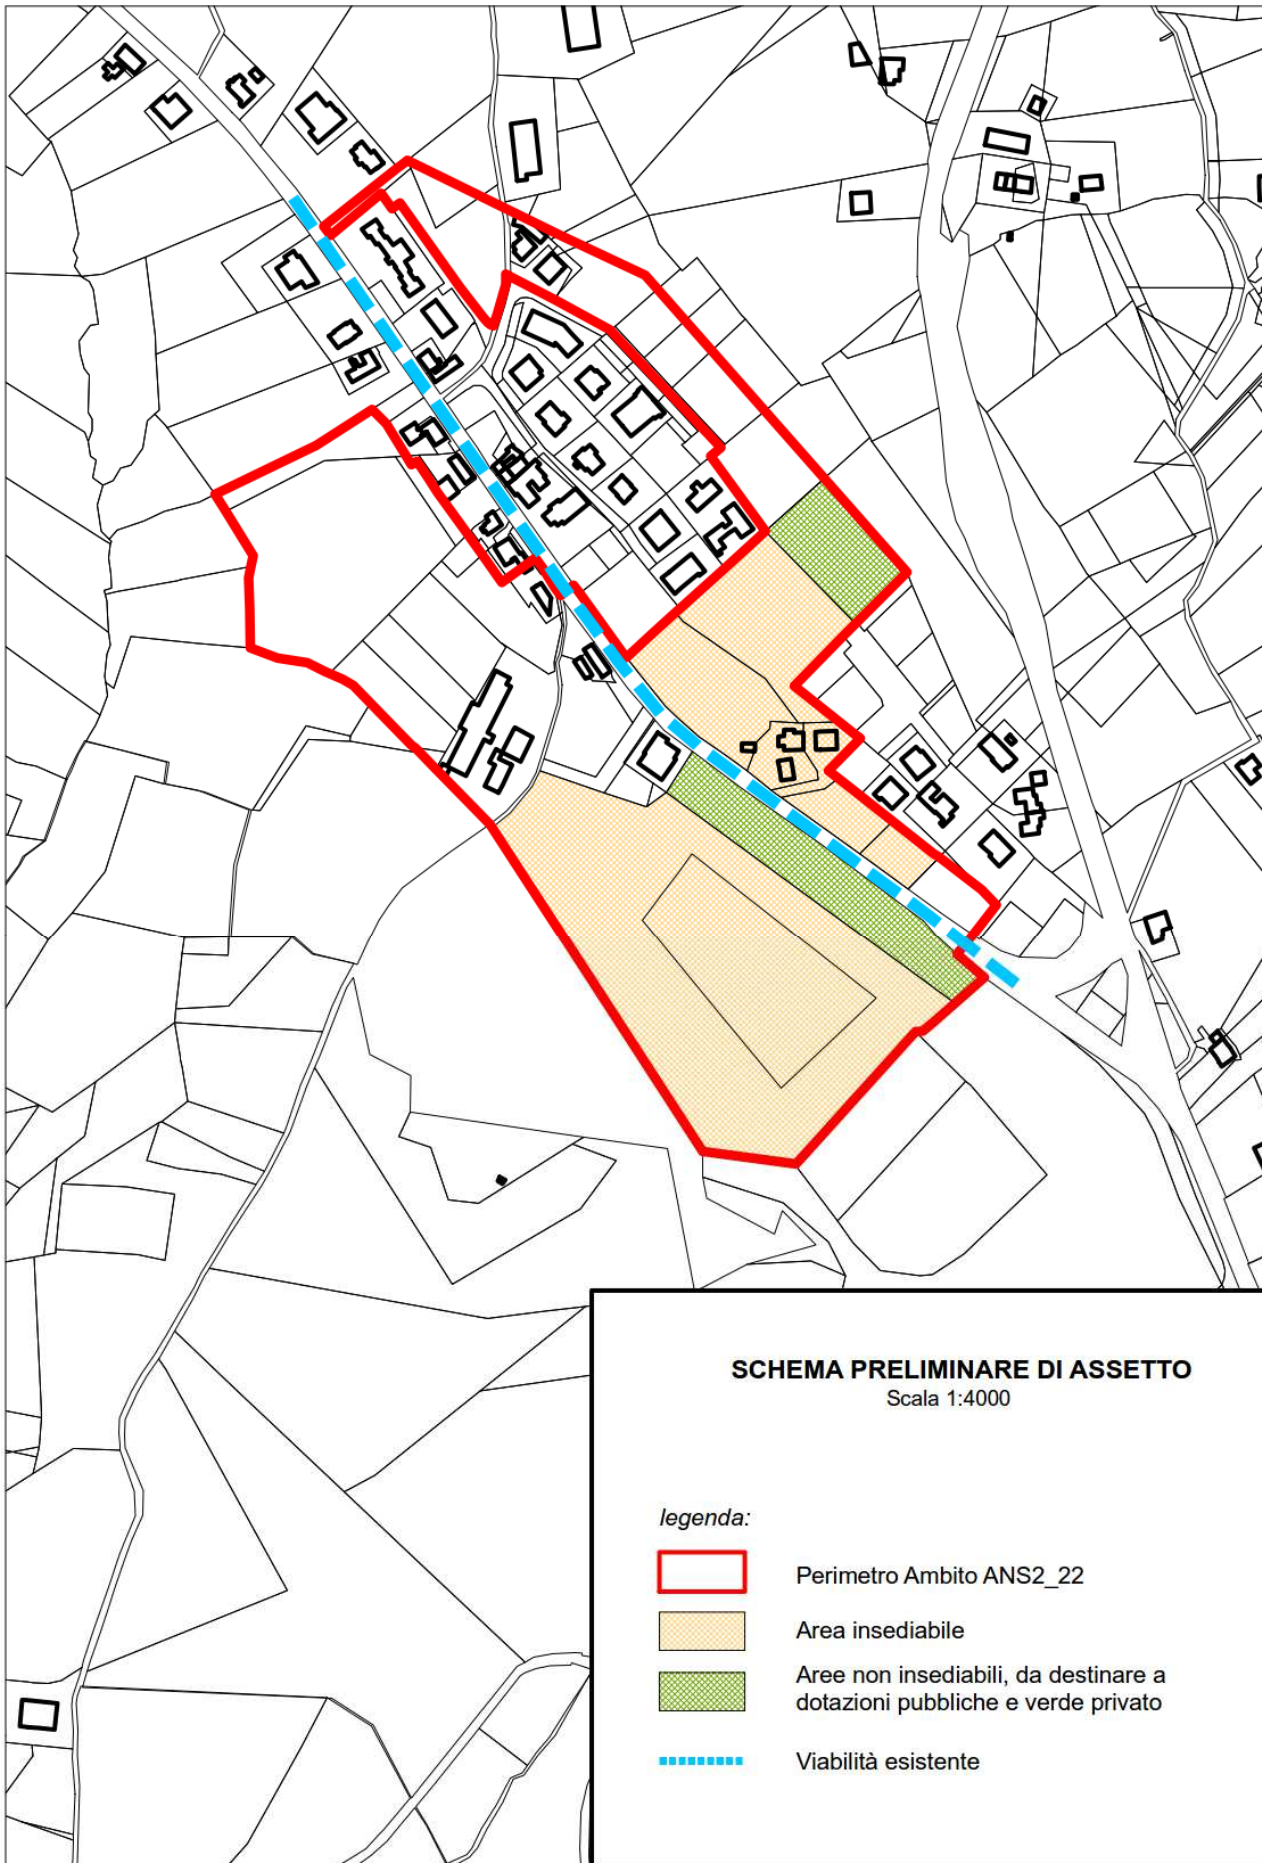 SCHEMA PRELIMINARE DI ASSETTO
Scala 1:4000
legenda:
Perimetro Ambito ANS2_22
Area insediabile
Aree non insediabili, da destinare a
dotazioni pubbliche e verde privato
Viabilità esistente